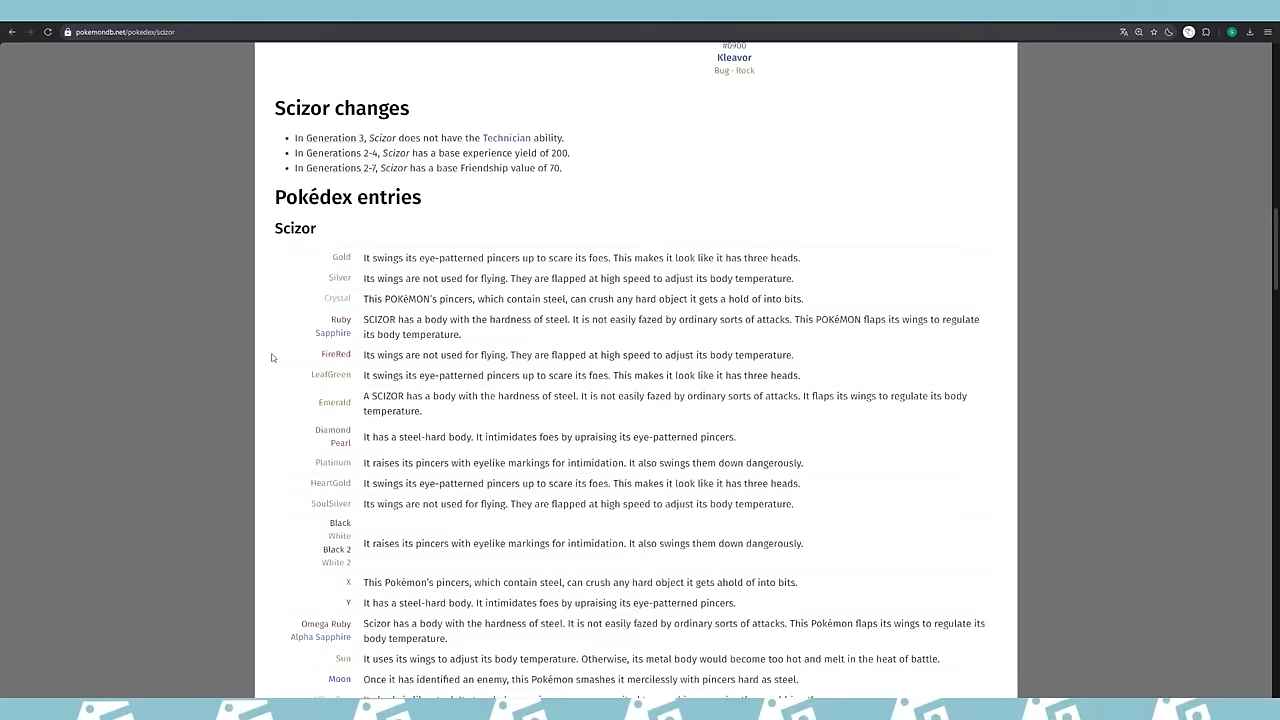 pokemondb.net/pokedex/scizor
#0900
Kleavor
Bug · Rock
Scizor changes
• In Generation 3, Scizor does not have the Technician ability.
• In Generations 2-4, Scizor has a base experience yield of 200.
• In Generations 2-7, Scizor has a base Friendship value of 70.
Pokédex entries
Scizor
Gold It swings its eye-patterned pincers up to scare its foes. This makes it look like it has three heads.
Silver Its wings are not used for flying. They are flapped at high speed to adjust its body temperature.
Crystal This POKéMON's pincers, which contain steel, can crush any hard object it gets a hold of into bits.
Ruby
Sapphire
SCIZOR has a body with the hardness of steel. It is not easily fazed by ordinary sorts of attacks. This POKéMON flaps its wings to regulate
its body temperature.
FireRed Its wings are not used for flying. They are flapped at high speed to adjust its body temperature.
LeafGreen It swings its eye-patterned pincers up to scare its foes. This makes it look like it has three heads.
Emerald
A SCIZOR has a body with the hardness of steel. It is not easily fazed by ordinary sorts of attacks. It flaps its wings to regulate its body
temperature.
Diamond
Pearl
It has a steel-hard body. It intimidates foes by upraising its eye-patterned pincers.
Platinum It raises its pincers with eyelike markings for intimidation. It also swings them down dangerously.
HeartGold It swings its eye-patterned pincers up to scare its foes. This makes it look like it has three heads.
SoulSilver Its wings are not used for flying. They are flapped at high speed to adjust its body temperature.
Black
White
Black 2
White 2
It raises its pincers with eyelike markings for intimidation. It also swings them down dangerously.
X This Pokémon's pincers, which contain steel, can crush any hard object it gets ahold of into bits.
Y It has a steel-hard body. It intimidates foes by upraising its eye-patterned pincers.
Omega Ruby
Alpha Sapphire
Scizor has a body with the hardness of steel. It is not easily fazed by ordinary sorts of attacks. This Pokémon flaps its wings to regulate its
body temperature.
Sun It uses its wings to adjust its body temperature. Otherwise, its metal body would become too hot and melt in the heat of battle.
Moon Once it has identified an enemy, this Pokémon smashes it mercilessly with pincers hard as steel.